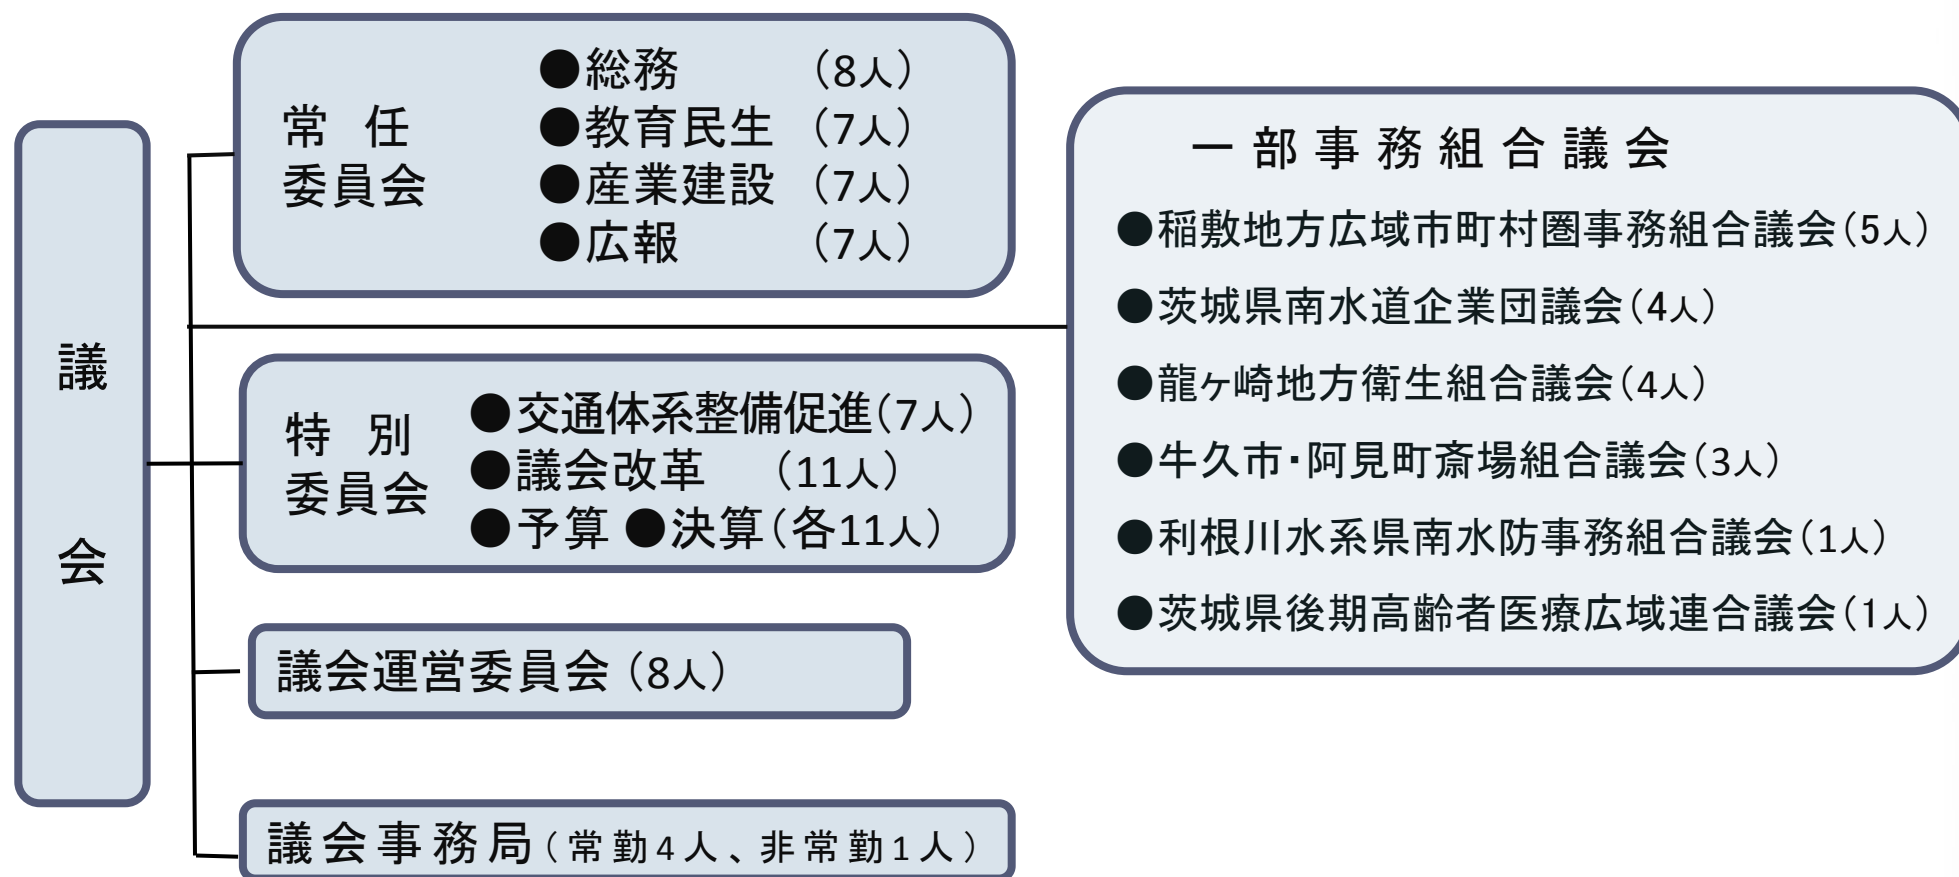 議会
常任
委員会
●総務 (8人)
●教育民生 (7人)
●産業建設 (7人)
●広報 (7人)
特別
委員会
●交通体系整備促進(7人)
●議会改革 (11人)
●予算 ●決算(各11人)
議会運営委員会(8人)
議会事務局(常勤4人、非常勤1人)
一部事務組合議会
●稲敷地方広域市町村圏事務組合議会(5人)
●茨城県南水道企業団議会(4人)
●龍ヶ崎地方衛生組合議会(4人)
●牛久市・阿見町斎場組合議会(3人)
●利根川水系県南水防事務組合議会(1人)
●茨城県後期高齢者医療広域連合議会(1人)